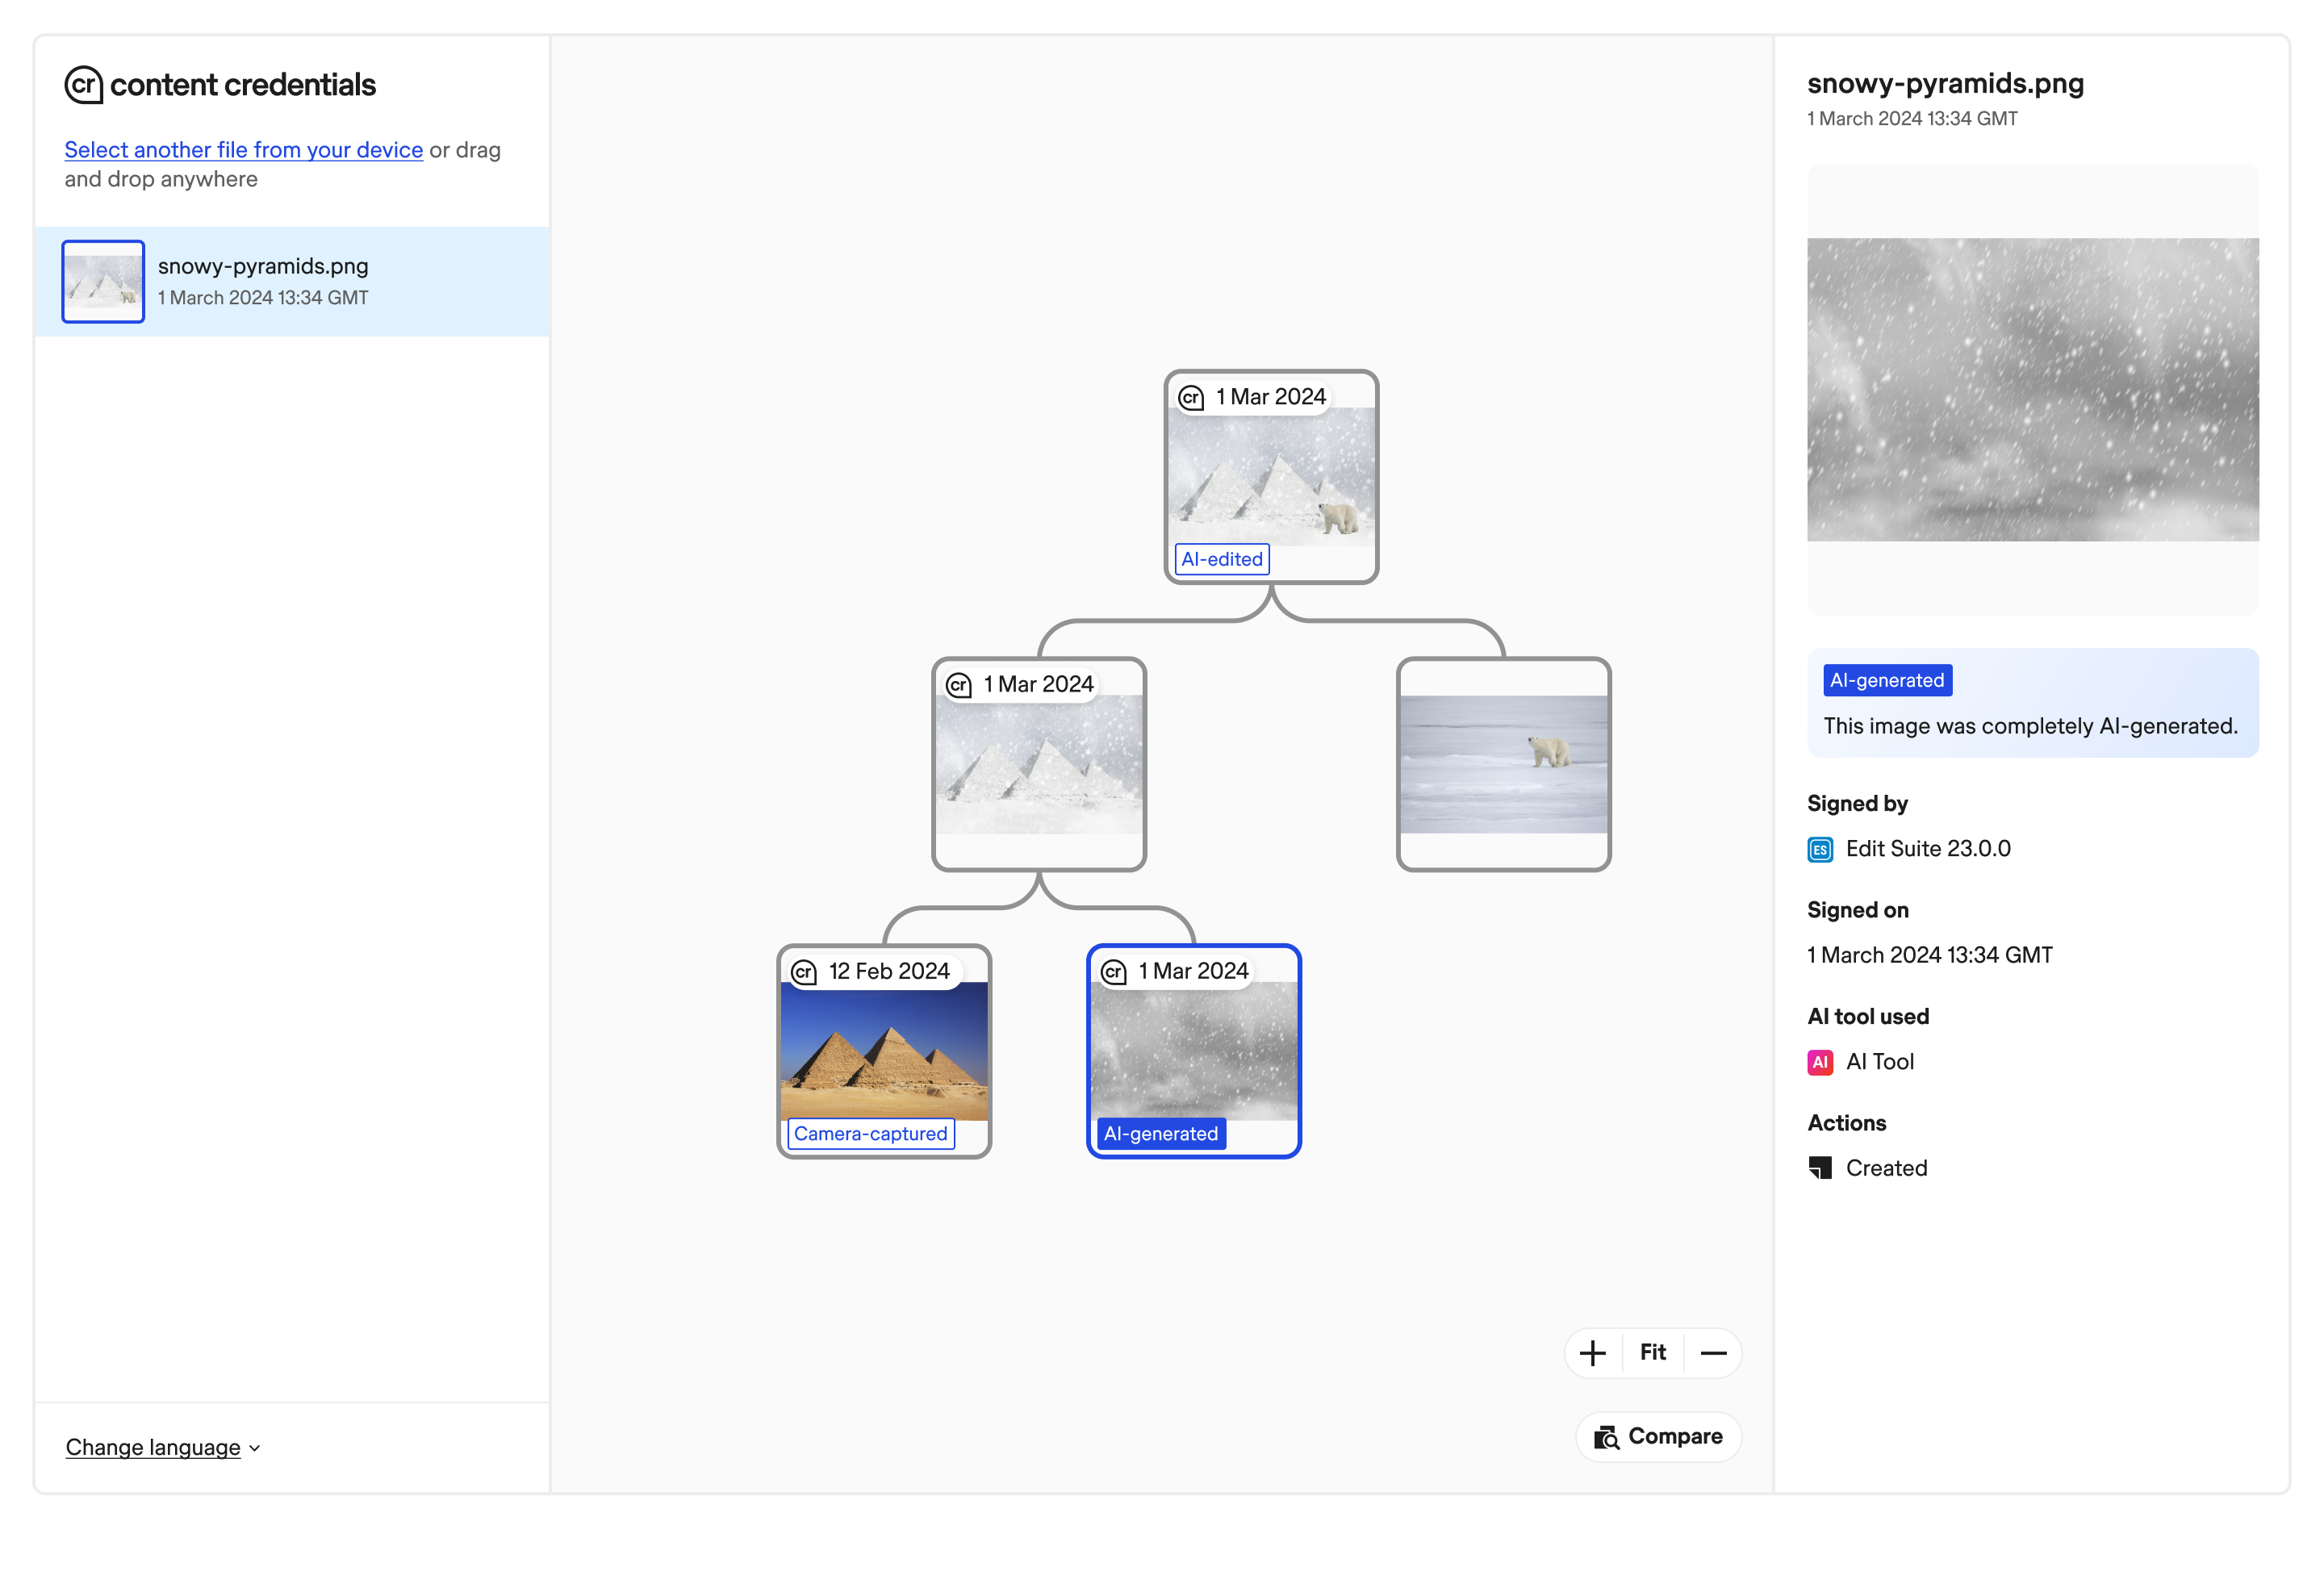 cr content credentials
Select another file from your device or drag
and drop anywhere
snowy-pyramids.png
1 March 2024 13:34 GMT
Change language
cr 1 Mar 2024
AI-edited
cr 1 Mar 2024
cr 12 Feb 2024
Camera-captured
cr 1 Mar 2024
AI-generated
Fit
Compare
snowy-pyramids.png
1 March 2024 13:34 GMT
AI-generated
This image was completely AI-generated.
Signed by
ES Edit Suite 23.0.0
Signed on
1 March 2024 13:34 GMT
AI tool used
AI AI Tool
Actions
Created